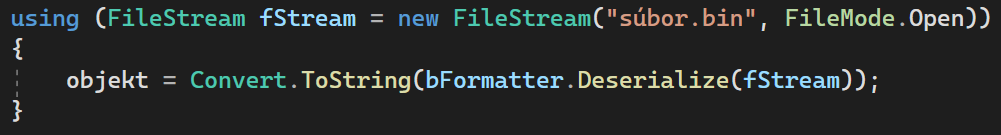 using (FileStream fStream = new FileStream("súbor.bin", FileMode.Open))
{
objekt = Convert.ToString(bFormatter.Deserialize(fStream));
}